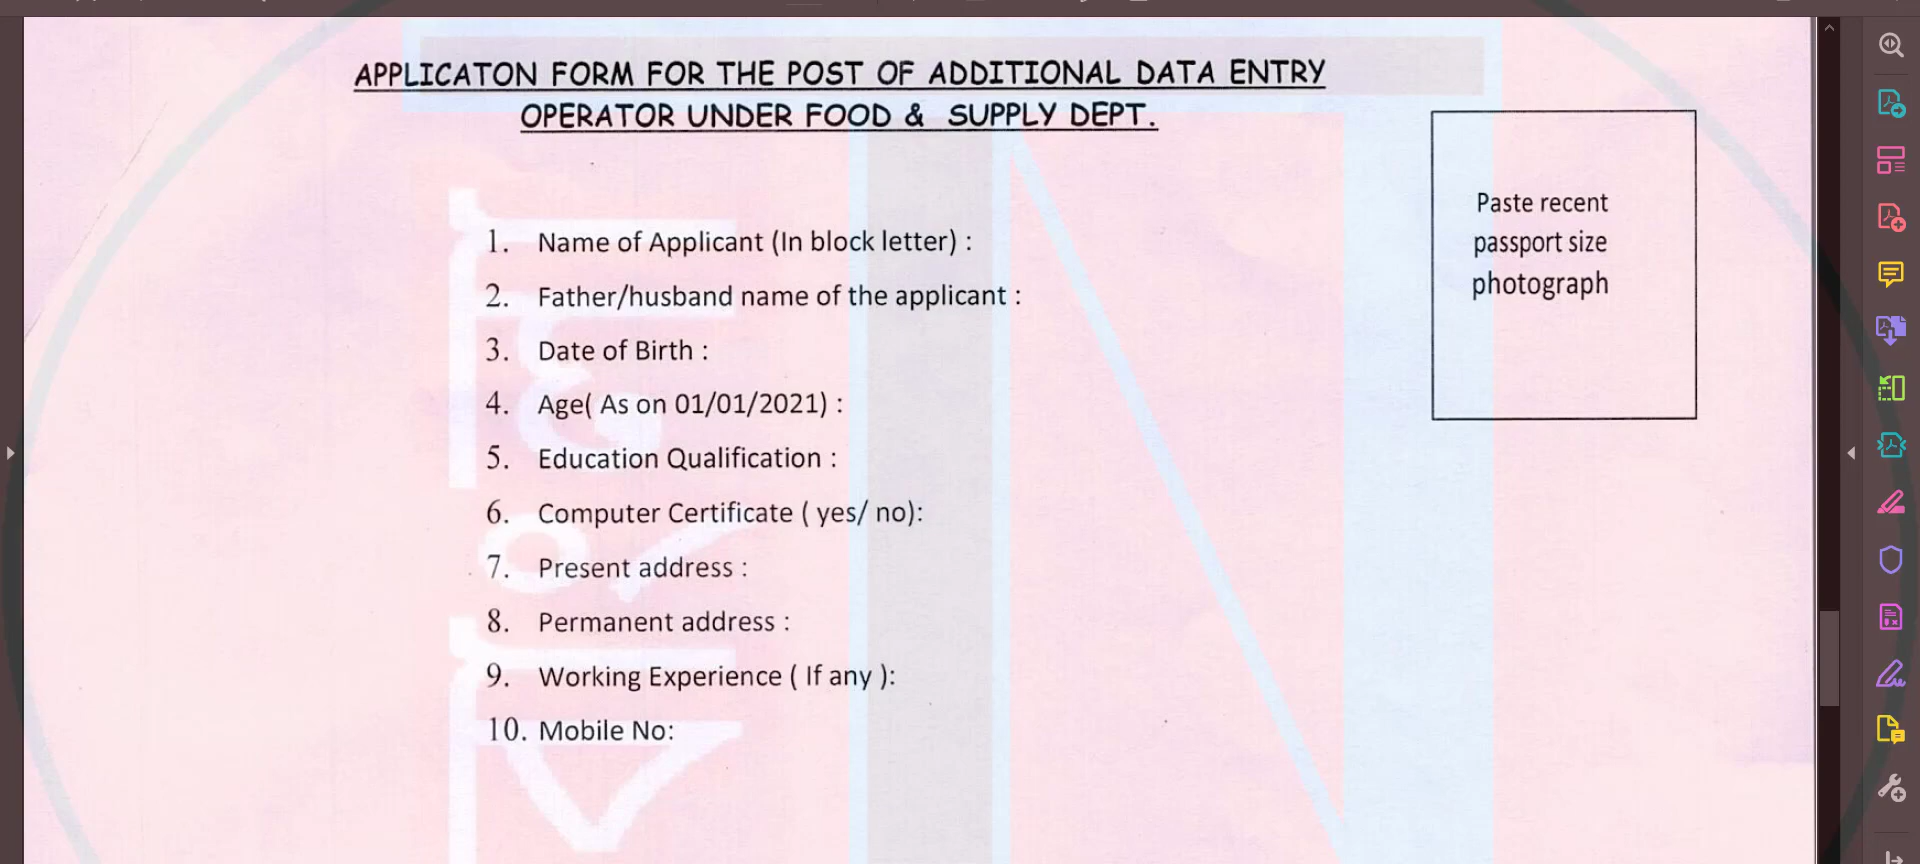 APPLICATON FORM FOR THE POST OF ADDITIONAL DATA ENTRY
OPERATOR UNDER FOOD & SUPPLY DEPT.
Paste recent
passport size
photograph
1. Name of Applicant (In block letter) :
2. Father/husband name of the applicant :
3. Date of Birth :
4. Age( As on 01/01/2021) :
5. Education Qualification :
6. Computer Certificate ( yes/ no):
7. Present address :
8. Permanent address :
9. Working Experience ( If any ):
10. Mobile No: